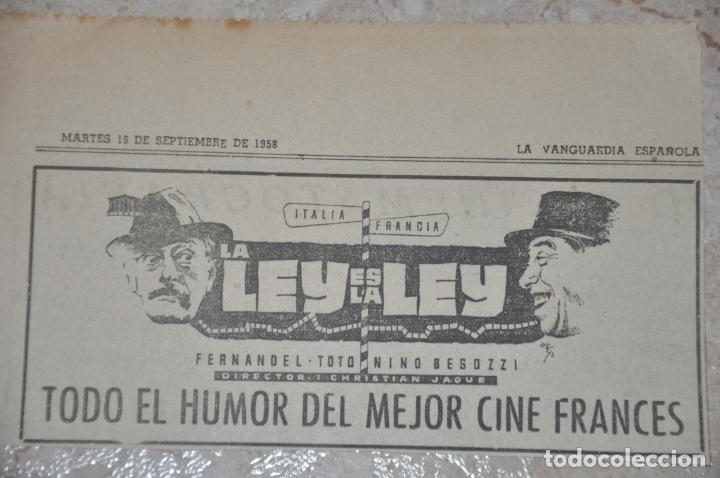 MARTES 16 DE SEPTIEMBRE DE 1958
LA VANGUARDIA ESPAÑOLA
ITALIA
FRANCIA
LA LEY ES LA LEY
FERNANDEL - TOTO NINO BESOZZI
DIRECTOR: CHRISTIAN JAQUE
TODO EL HUMOR DEL MEJOR CINE FRANCES
todocoleccion.net